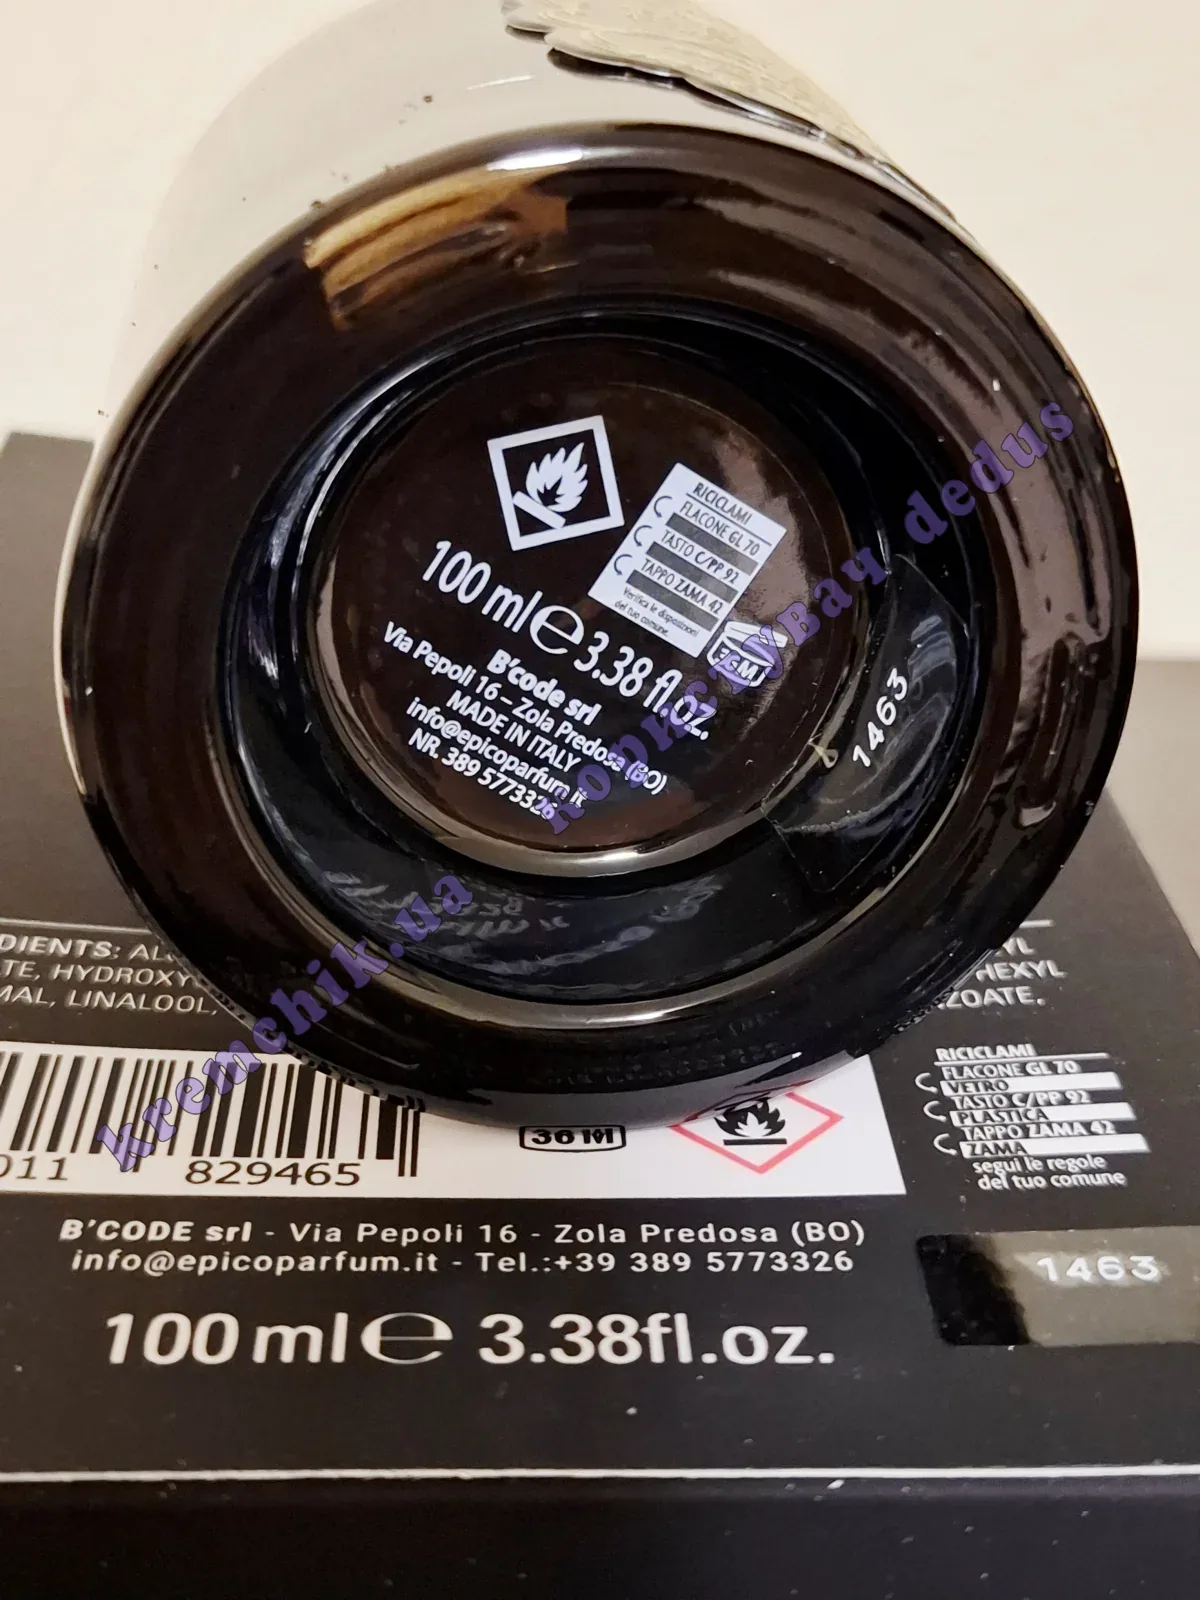 RICICLAMI
FLACONE GL 70
TASTO C/PP 92
TAPPO ZAMA 42
Verifica le disposizioni
del tuo comune
36M
100 ml e 3.38 fl.oz.
B'code srl
Via Pepoli 16 – Zola Predosa (BO)
MADE IN ITALY
info@epicoparfum.it
NR. 389 5773326
1463
користувач dedus
kremchik.ua
DIENTS:
TE, HYDROXY
MAL, LINALOOL,
HEXYL
ZOATE.
011 829465
36M
RICICLAMI
FLACONE GL 70
VETRO
TASTO C/PP 92
PLASTICA
TAPPO ZAMA 42
ZAMA
segui le regole
del tuo comune
B'CODE srl - Via Pepoli 16 - Zola Predosa (BO)
info@epicoparfum.it - Tel.:+39 389 5773326
1463
100 ml e 3.38fl.oz.